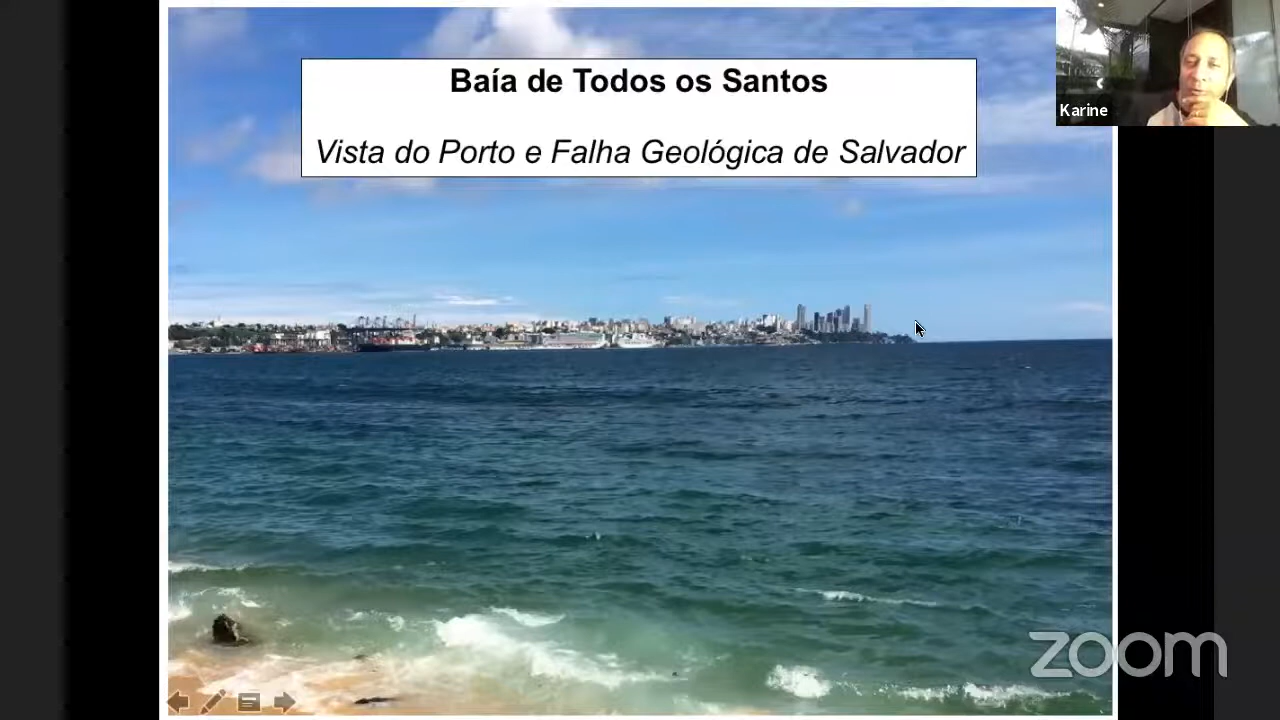 Baía de Todos os Santos
Vista do Porto e Falha Geológica de Salvador
Karine
zoom